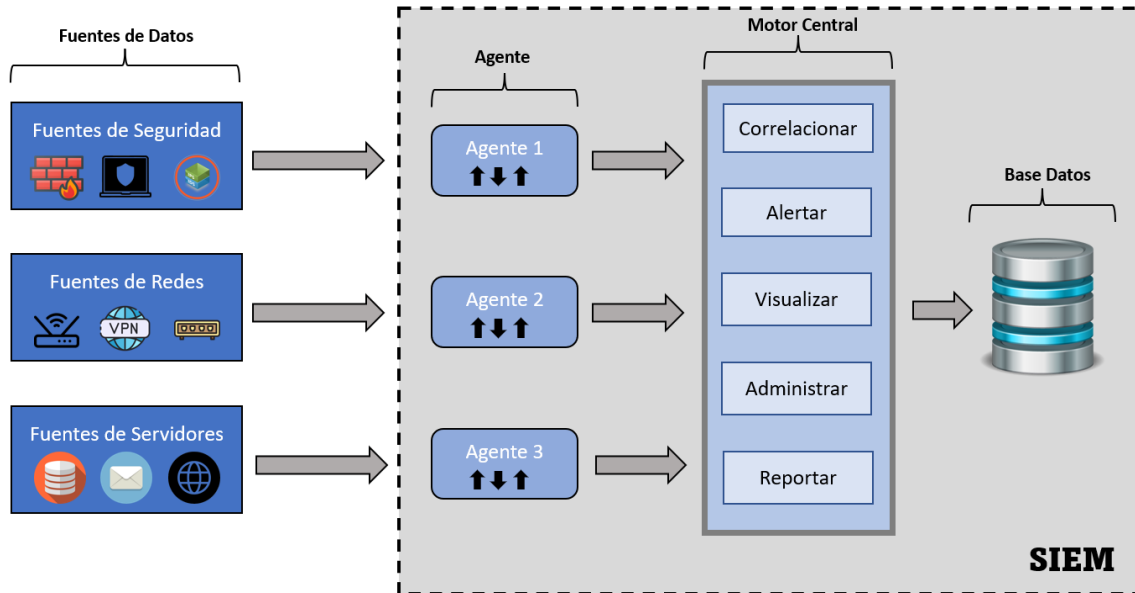 Fuentes de Datos
Fuentes de Seguridad
Fuentes de Redes
VPN
Fuentes de Servidores
Agente
Agente 1
Agente 2
Agente 3
Motor Central
Correlacionar
Alertar
Visualizar
Administrar
Reportar
Base Datos
SIEM